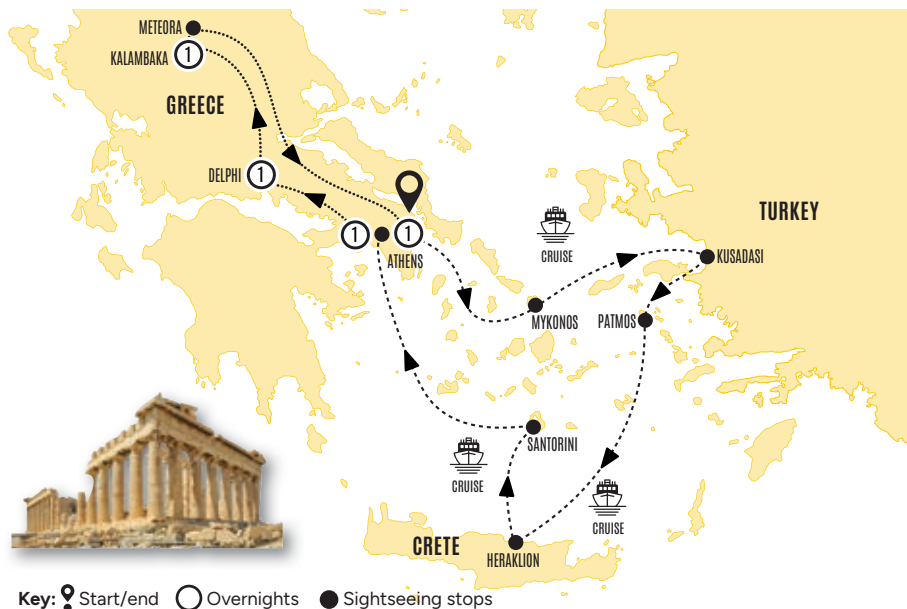 METEORA
KALAMBAKA
1
GREECE
DELPHI
1
1
1
ATHENS
CRUISE
TURKEY
KUSADASI
MYKONOS
PATMOS
SANTORINI
CRUISE
CRUISE
CRETE
HERAKLION
Key: Start/end Overnights Sightseeing stops